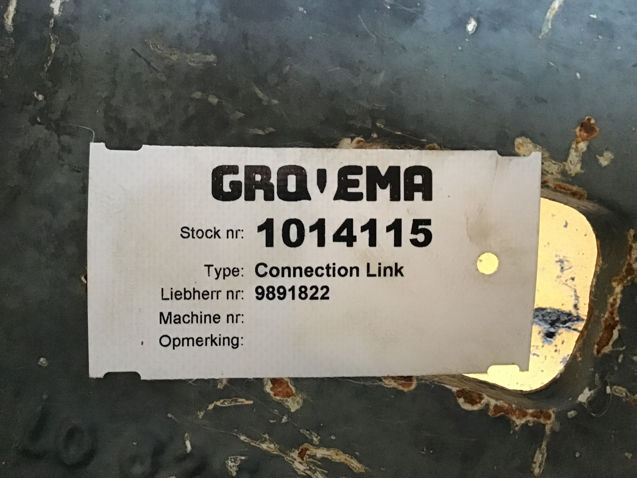 GROVEMA
Stock nr: 1014115
Type: Connection Link
Liebherr nr: 9891822
Machine nr:
Opmerking: